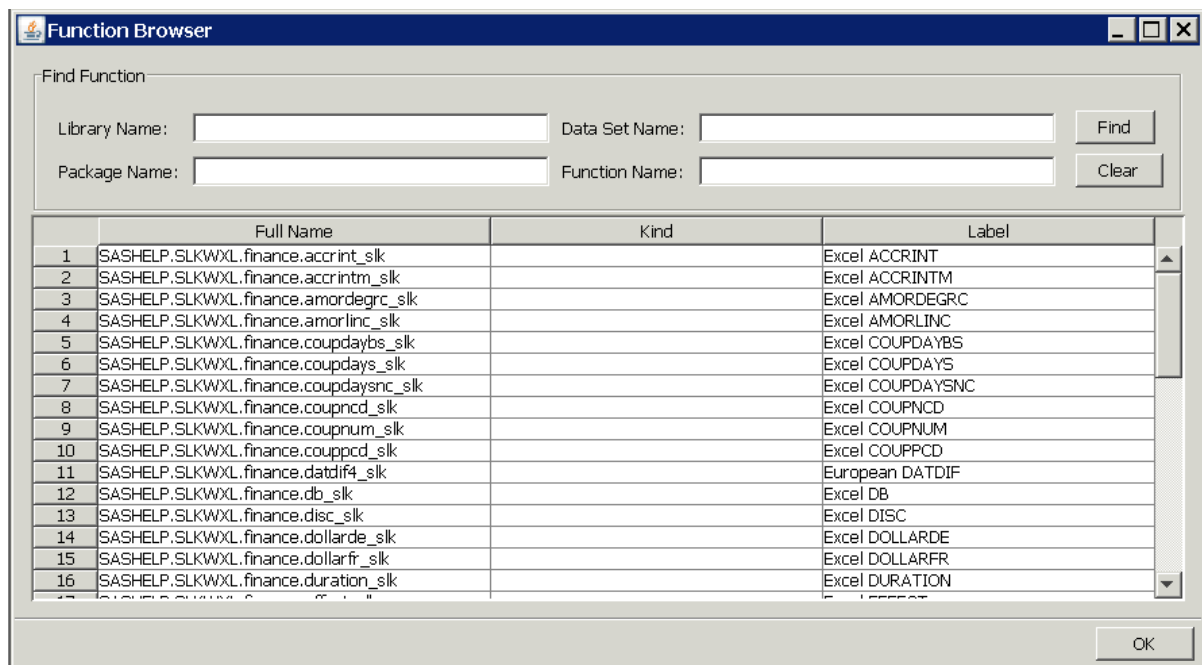 Function Browser
Find Function
Library Name: Data Set Name: Find
Package Name: Function Name: Clear
Full Name Kind Label
1 SASHELP.SLKWXL.finance.accrint_slk Excel ACCRINT
2 SASHELP.SLKWXL.finance.accrintm_slk Excel ACCRINTM
3 SASHELP.SLKWXL.finance.amordegrc_slk Excel AMORDEGRC
4 SASHELP.SLKWXL.finance.amorlinc_slk Excel AMORLINC
5 SASHELP.SLKWXL.finance.coupdaybs_slk Excel COUPDAYBS
6 SASHELP.SLKWXL.finance.coupdays_slk Excel COUPDAYS
7 SASHELP.SLKWXL.finance.coupdaysnc_slk Excel COUPDAYSNC
8 SASHELP.SLKWXL.finance.coupncd_slk Excel COUPNCD
9 SASHELP.SLKWXL.finance.coupnum_slk Excel COUPNUM
10 SASHELP.SLKWXL.finance.couppcd_slk Excel COUPPCD
11 SASHELP.SLKWXL.finance.datdif4_slk European DATDIF
12 SASHELP.SLKWXL.finance.db_slk Excel DB
13 SASHELP.SLKWXL.finance.disc_slk Excel DISC
14 SASHELP.SLKWXL.finance.dollarde_slk Excel DOLLARDE
15 SASHELP.SLKWXL.finance.dollarfr_slk Excel DOLLARFR
16 SASHELP.SLKWXL.finance.duration_slk Excel DURATION
OK